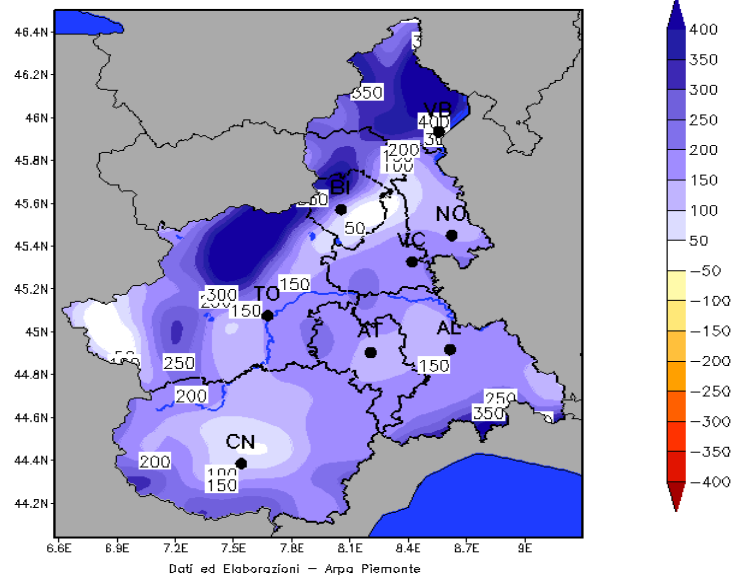 46.4N
46.2N
46N
45.8N
45.6N
45.4N
45.2N
45N
44.8N
44.6N
44.4N
44.2N
6.6E 6.9E 7.2E 7.5E 7.8E 8.1E 8.4E 8.7E 9E
350
VB
400
200
100
BI
50
NO
VC
150
300
TO
150
250
AT
AL
150
200
250
350
CN
200
150
400
350
300
250
200
150
100
50
−50
−100
−150
−200
−250
−300
−350
−400
Dati ed Elaborazioni − Arpa Piemonte